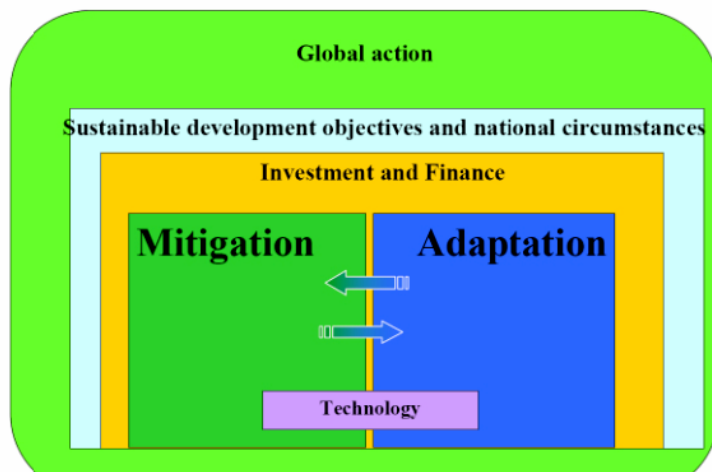 Global action
Sustainable development objectives and national circumstances
Investment and Finance
Mitigation
Adaptation
Technology